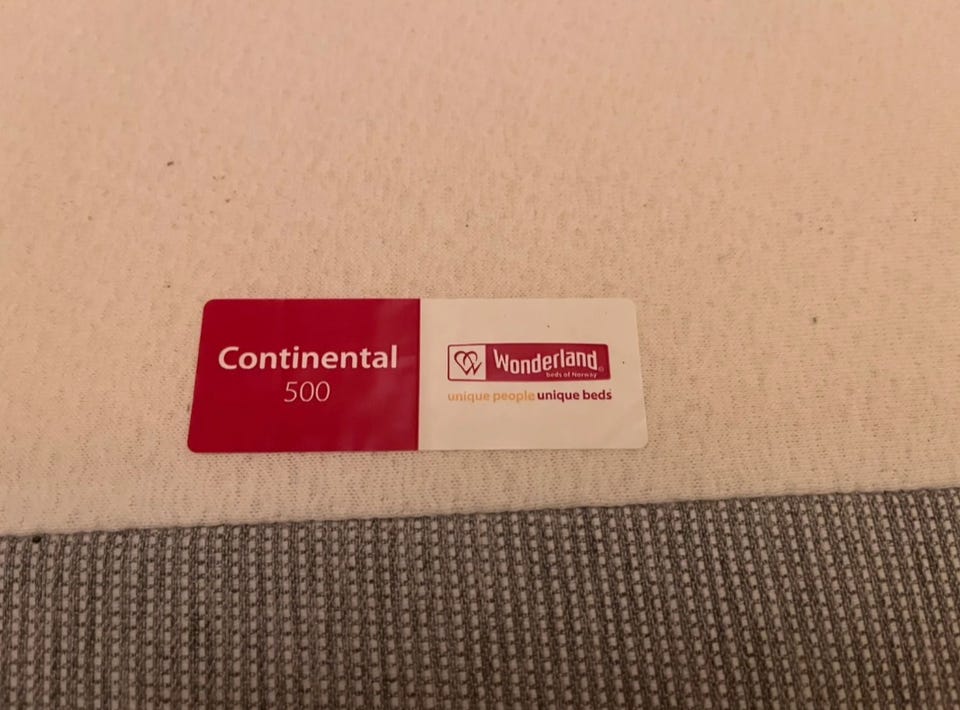 Continental
500
Wonderland®
beds of Norway
unique people unique beds